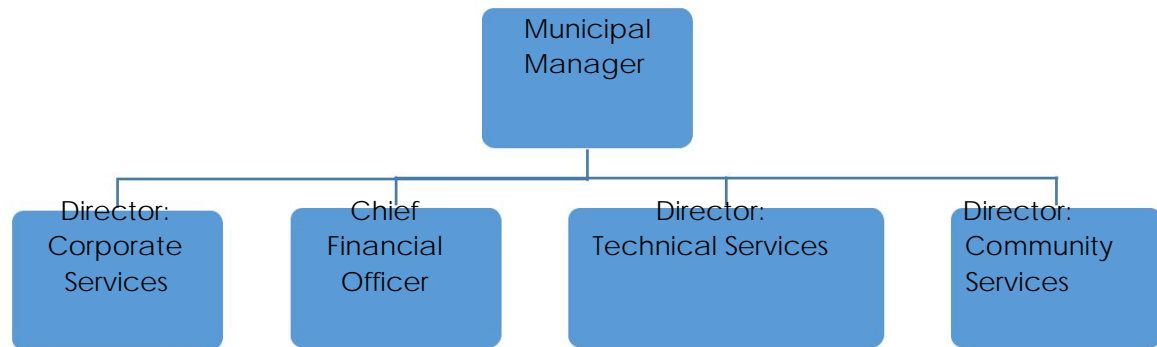 Municipal
Manager
Director:
Corporate
Services
Chief
Financial
Officer
Director:
Technical Services
Director:
Community
Services